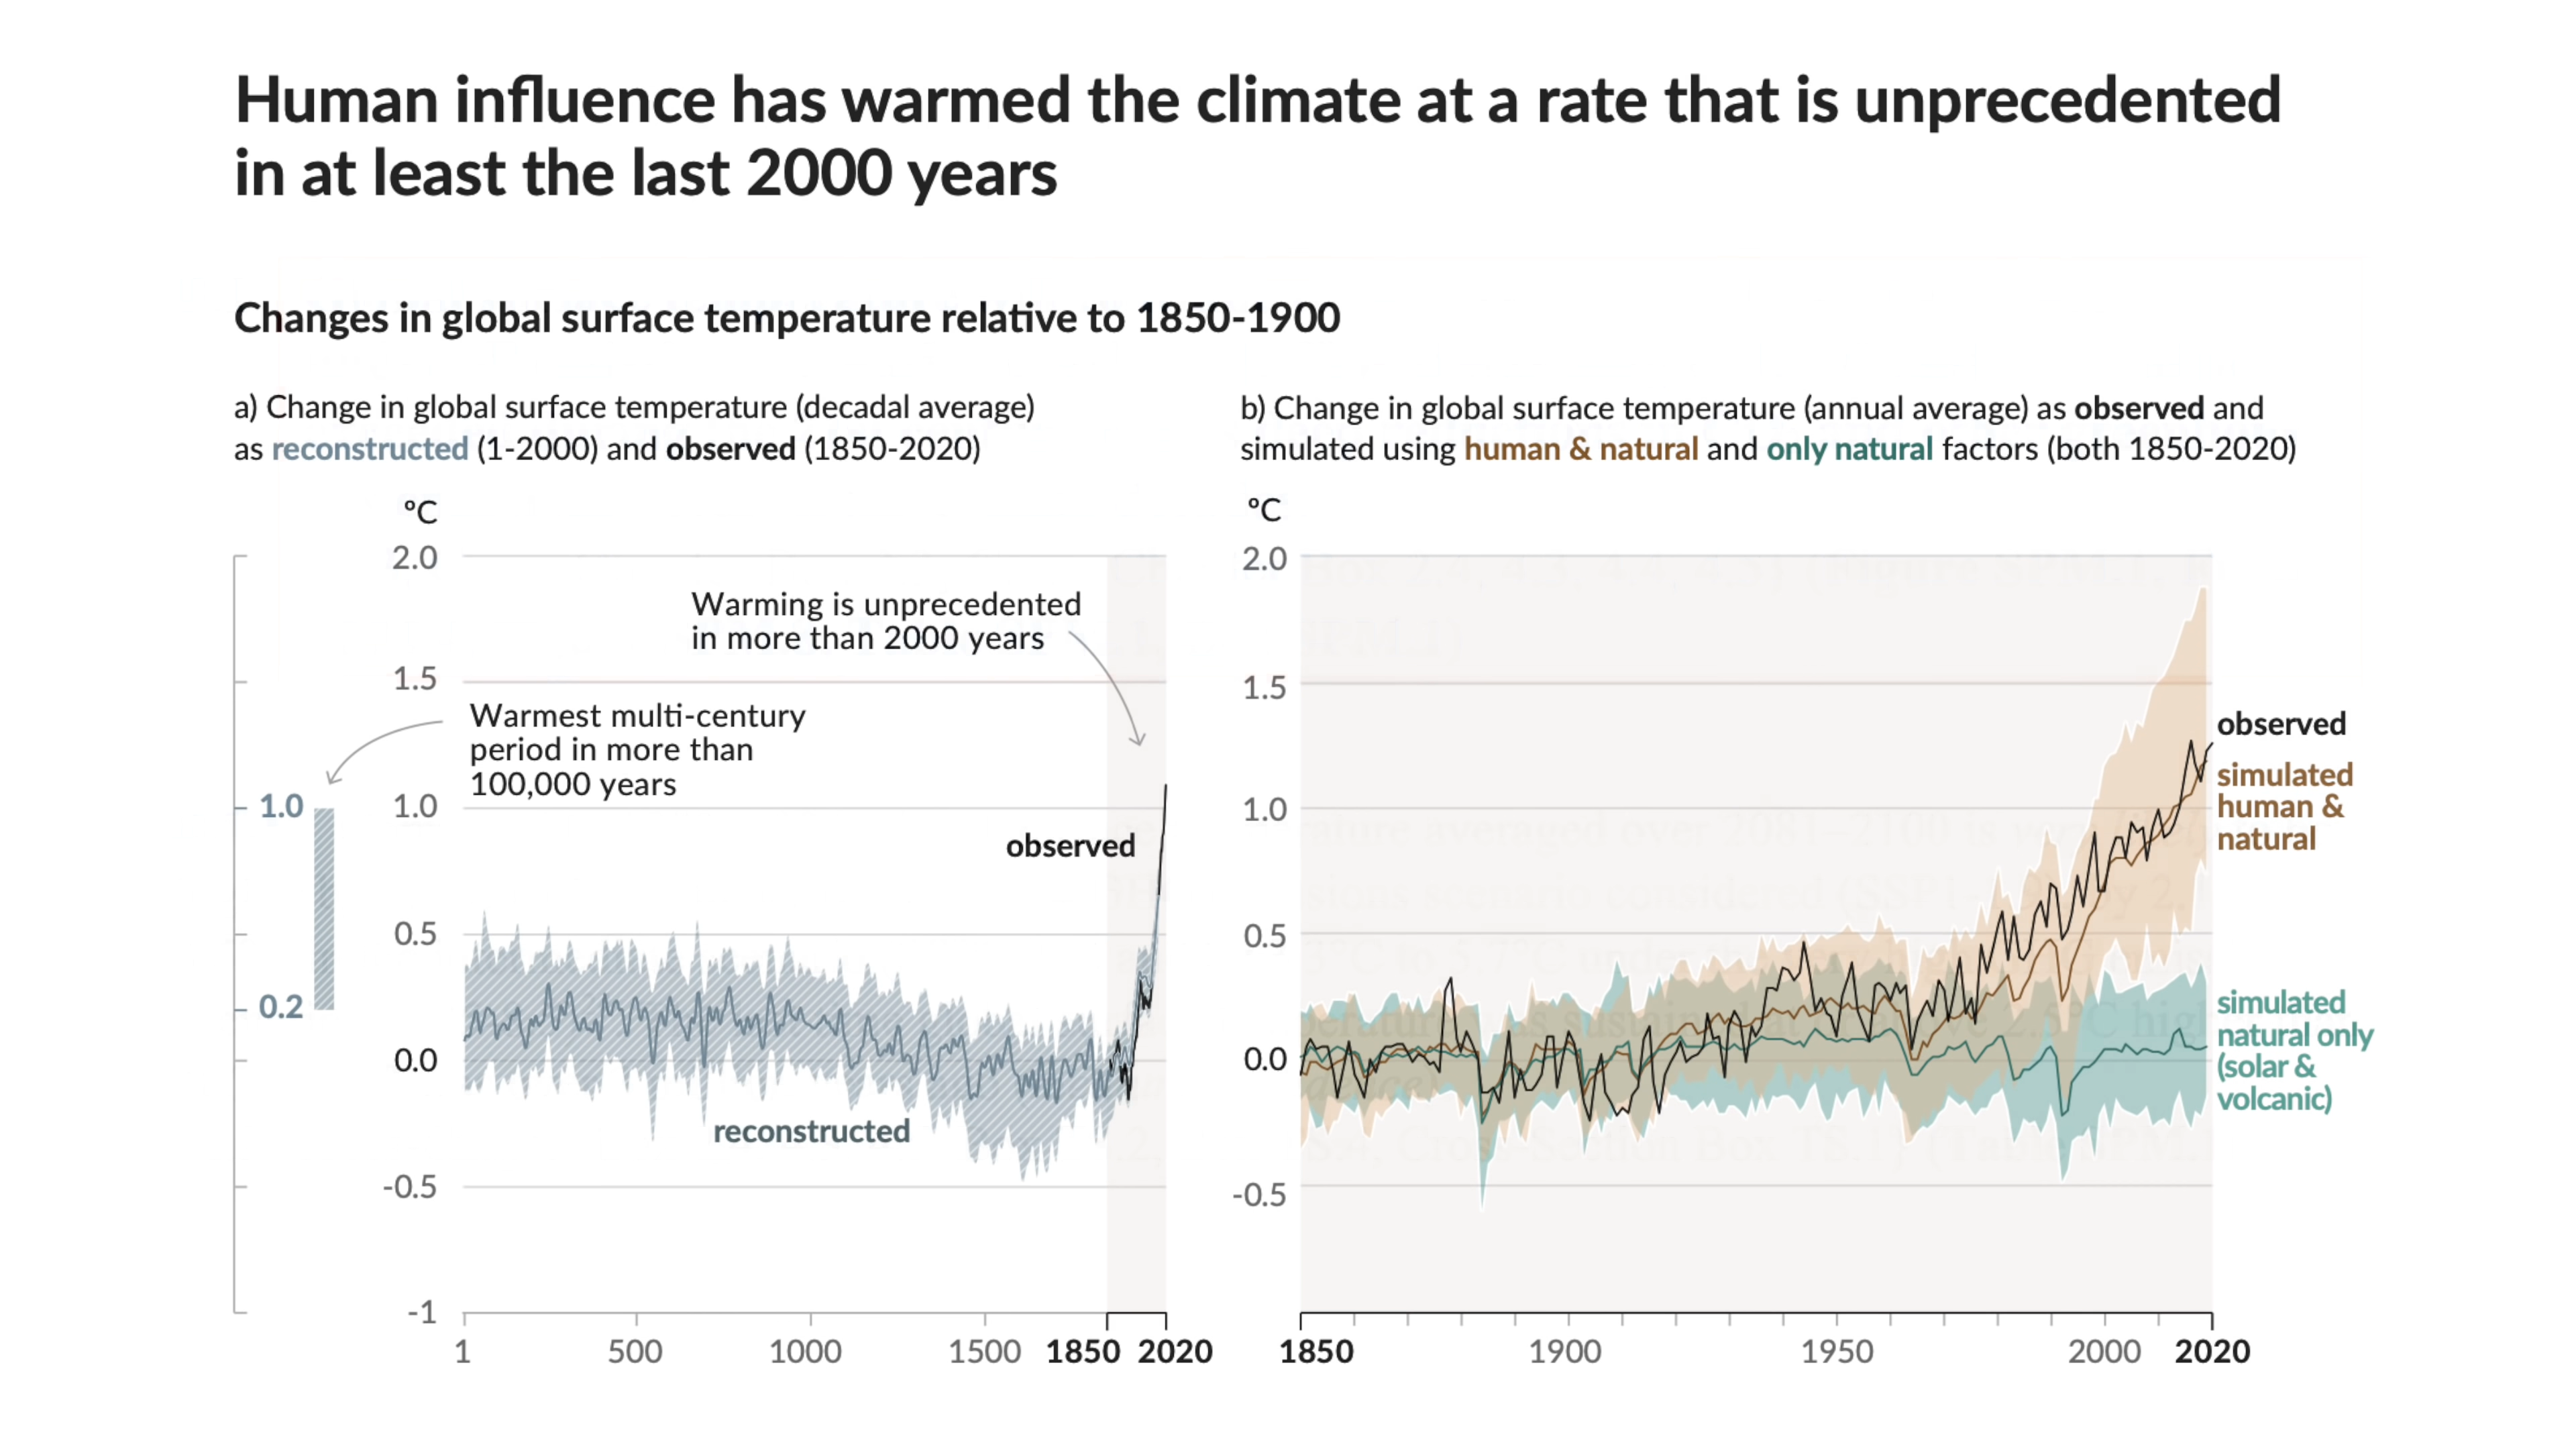 Human influence has warmed the climate at a rate that is unprecedented
in at least the last 2000 years
Changes in global surface temperature relative to 1850-1900
a) Change in global surface temperature (decadal average)
as reconstructed (1-2000) and observed (1850-2020)
ºC
2.0
1.5
1.0
0.5
0.0
-0.5
-1
1.0
0.2
Warming is unprecedented
in more than 2000 years
Warmest multi-century
period in more than
100,000 years
observed
reconstructed
1
500
1000
1500
1850
2020
b) Change in global surface temperature (annual average) as observed and
simulated using human & natural and only natural factors (both 1850-2020)
ºC
2.0
1.5
1.0
0.5
0.0
-0.5
observed
simulated
human &
natural
simulated
natural only
(solar &
volcanic)
1850
1900
1950
2000
2020